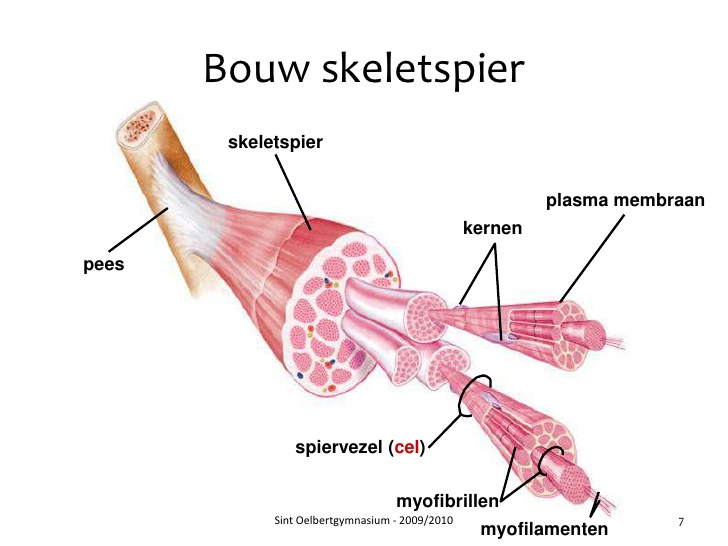 Bouw skeletspier
skeletspier
plasma membraan
kernen
pees
spiervezel (cel)
myofibrillen
Sint Oelbertgymnasium - 2009/2010
7
myofilamenten